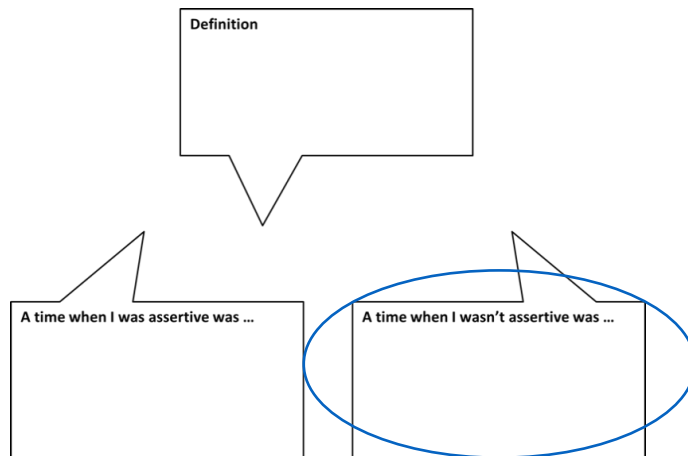 Definition
A time when I was assertive was ...
A time when I wasn’t assertive was ...